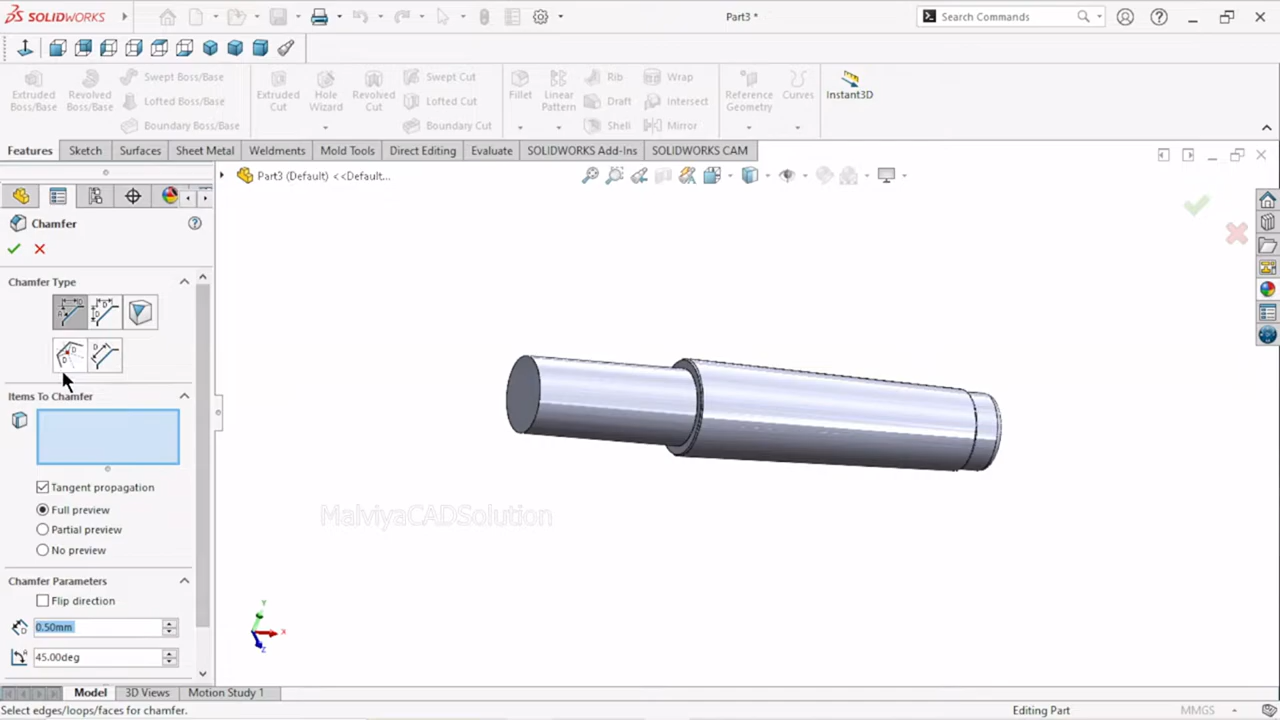 SOLIDWORKS
Part3 *
Search Commands
Extruded Boss/Base
Revolved Boss/Base
Swept Boss/Base
Lofted Boss/Base
Boundary Boss/Base
Extruded Cut
Hole Wizard
Revolved Cut
Swept Cut
Lofted Cut
Boundary Cut
Fillet
Linear Pattern
Rib
Draft
Shell
Wrap
Intersect
Mirror
Reference Geometry
Curves
Instant3D
Features Sketch Surfaces Sheet Metal Weldments Mold Tools Direct Editing Evaluate SOLIDWORKS Add-Ins SOLIDWORKS CAM
Part3 (Default) <<Default...
Chamfer
Chamfer Type
Items To Chamfer
Tangent propagation
Full preview
Partial preview
No preview
Chamfer Parameters
Flip direction
0.50mm
45.00deg
MalviyaCADSolution
Y
X
Z
Model 3D Views Motion Study 1
Select edges/loops/faces for chamfer.
Editing Part
MMGS